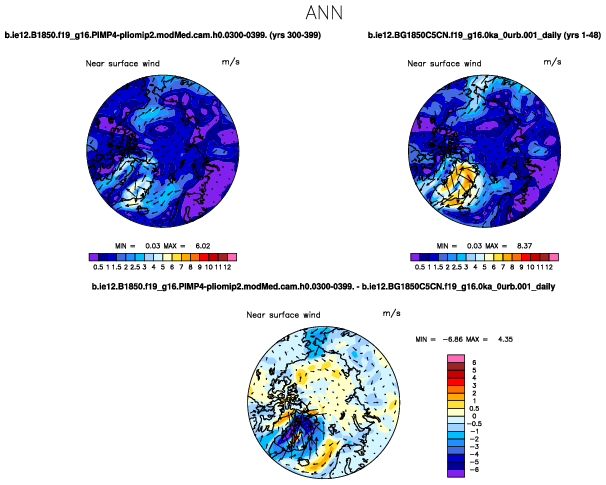 ANN
b.ie12.B1850.f19_g16.PIMP4-pliomip2.modMed.cam.h0.0300-0399. (yrs 300-399)
b.ie12.BG1850C5CN.f19_g16.0ka_0urb.001_daily (yrs 1-48)
Near surface wind m/s
Near surface wind m/s
MIN = 0.03 MAX = 6.02
MIN = 0.03 MAX = 8.37
0.5 1 1.5 2 2.5 3 4 5 6 7 8 9 10 11 12
0.5 1 1.5 2 2.5 3 4 5 6 7 8 9 10 11 12
b.ie12.B1850.f19_g16.PIMP4-pliomip2.modMed.cam.h0.0300-0399. - b.ie12.BG1850C5CN.f19_g16.0ka_0urb.001_daily
Near surface wind m/s
MIN = -6.86 MAX = 4.35
6
5
4
3
2
1
0.5
0
-0.5
-1
-2
-3
-4
-5
-6